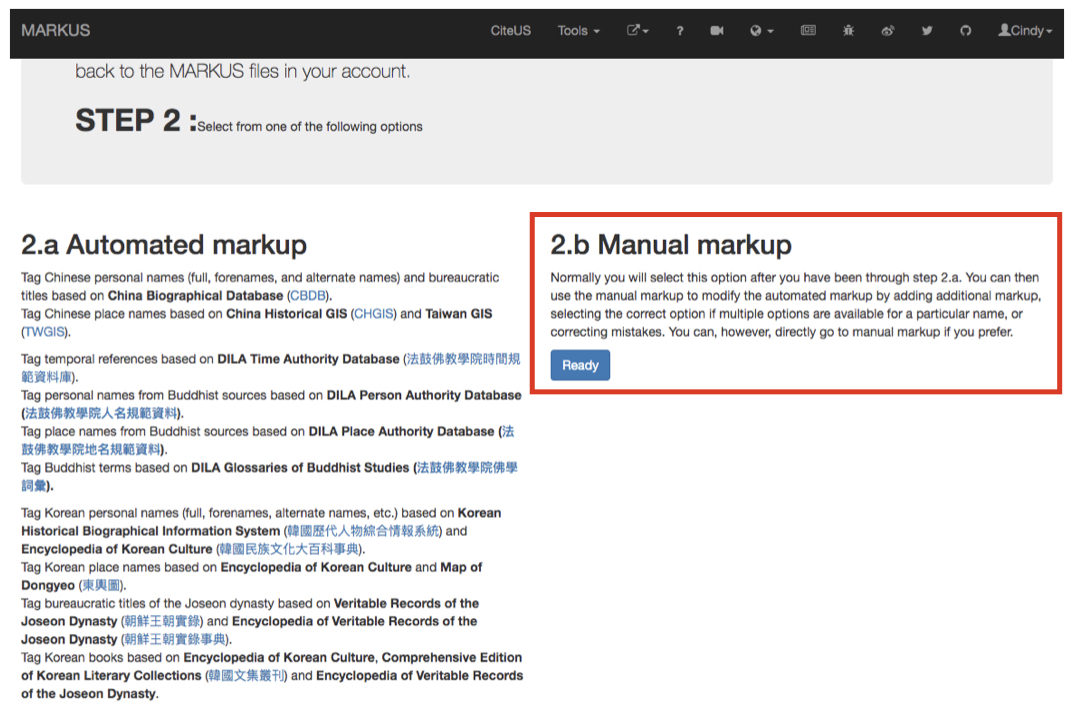 MARKUS CiteUS Tools ? Cindy
back to the MARKUS files in your account.
STEP 2 :Select from one of the following options
2.a Automated markup
Tag Chinese personal names (full, forenames, and alternate names) and bureaucratic
titles based on China Biographical Database (CBDB).
Tag Chinese place names based on China Historical GIS (CHGIS) and Taiwan GIS
(TWGIS).
Tag temporal references based on DILA Time Authority Database (法鼓佛教學院時間規
範資料庫).
Tag personal names from Buddhist sources based on DILA Person Authority Database
(法鼓佛教學院人名規範資料).
Tag place names from Buddhist sources based on DILA Place Authority Database (法
鼓佛教學院地名規範資料).
Tag Buddhist terms based on DILA Glossaries of Buddhist Studies (法鼓佛教學院佛學
詞彙).
Tag Korean personal names (full, forenames, alternate names, etc.) based on Korean
Historical Biographical Information System (韓國歷代人物綜合情報系統) and
Encyclopedia of Korean Culture (韓國民族文化大百科事典).
Tag Korean place names based on Encyclopedia of Korean Culture and Map of
Dongyeo (東輿圖).
Tag bureaucratic titles of the Joseon dynasty based on Veritable Records of the
Joseon Dynasty (朝鮮王朝實錄) and Encyclopedia of Veritable Records of the
Joseon Dynasty (朝鮮王朝實錄事典).
Tag Korean books based on Encyclopedia of Korean Culture, Comprehensive Edition
of Korean Literary Collections (韓國文集叢刊) and Encyclopedia of Veritable Records
of the Joseon Dynasty.
2.b Manual markup
Normally you will select this option after you have been through step 2.a. You can then
use the manual markup to modify the automated markup by adding additional markup,
selecting the correct option if multiple options are available for a particular name, or
correcting mistakes. You can, however, directly go to manual markup if you prefer.
Ready